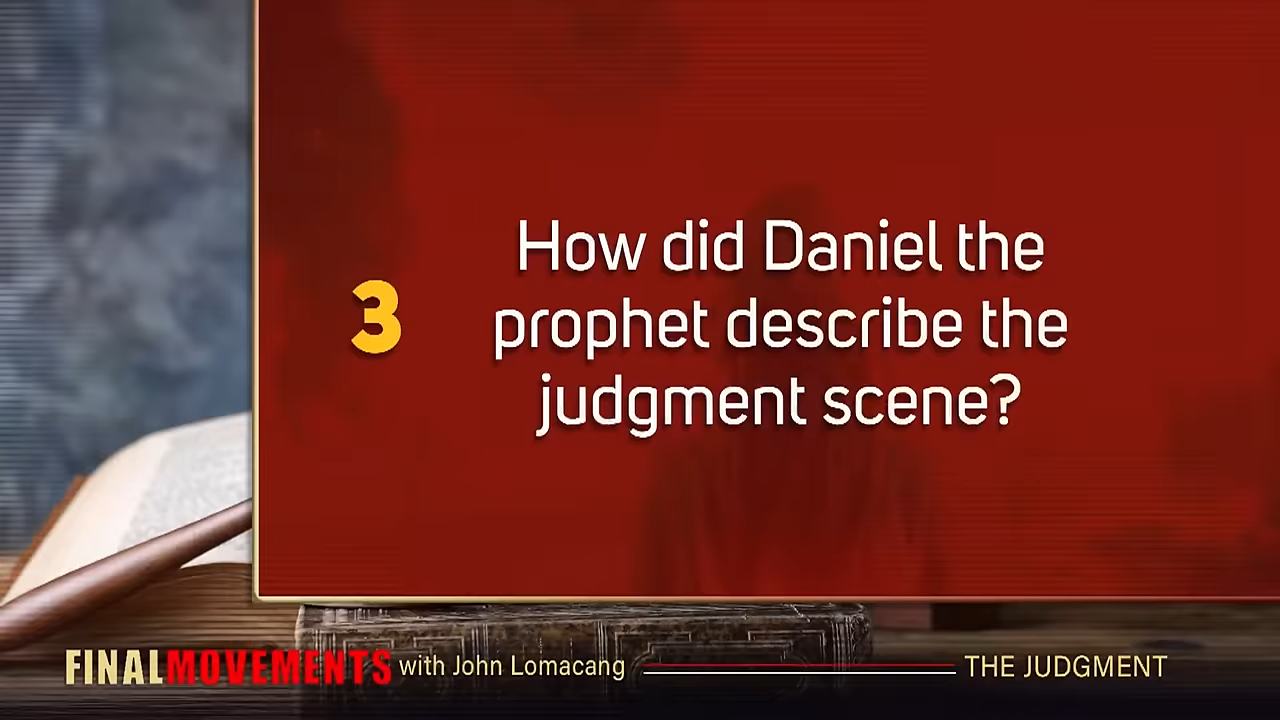 3
How did Daniel the
prophet describe the
judgment scene?
FINALMOVEMENTS with John Lomacang THE JUDGMENT